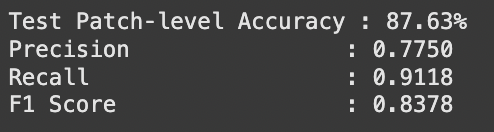 Test Patch-level Accuracy : 87.63%
Precision                 : 0.7750
Recall                    : 0.9118
F1 Score                  : 0.8378